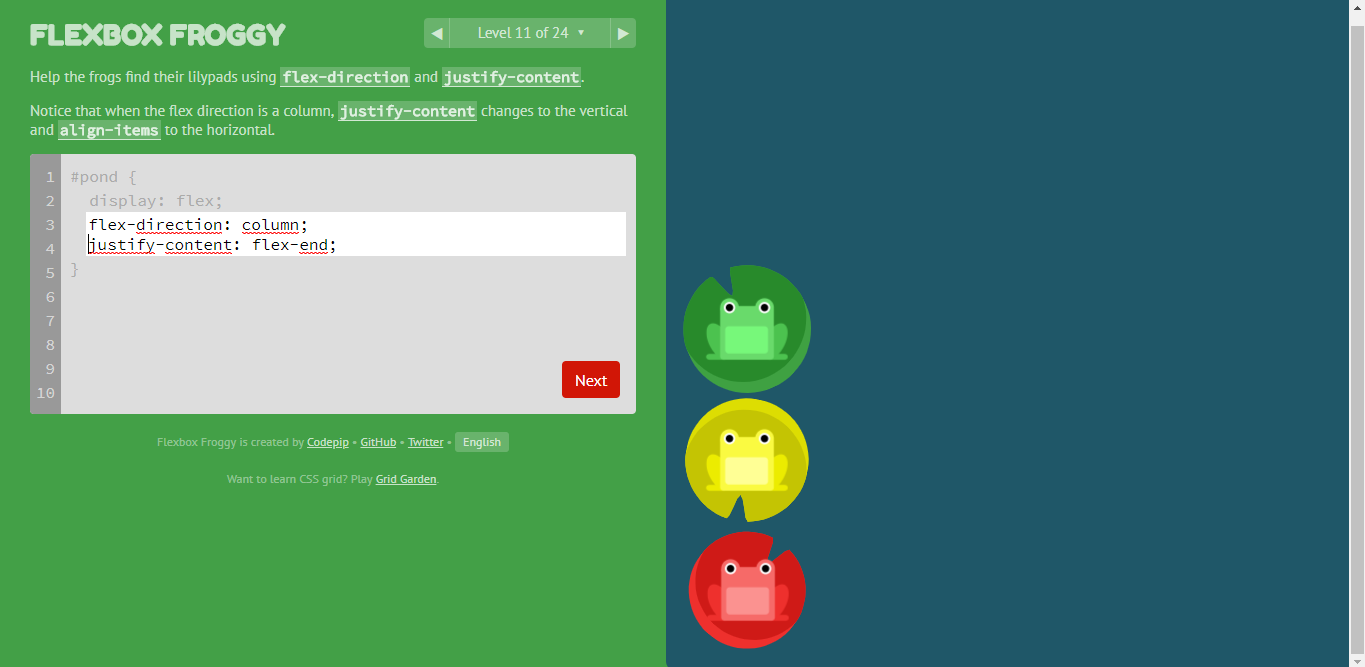 FLEXBOX FROGGY
◀ Level 11 of 24 ▼ ▶
Help the frogs find their lilypads using flex-direction and justify-content.
Notice that when the flex direction is a column, justify-content changes to the vertical
and align-items to the horizontal.
1 #pond {
2 display: flex;
3 flex-direction: column;
4 justify-content: flex-end;
5 }
6
7
8
9
10
Next
Flexbox Froggy is created by Codepip • GitHub • Twitter • English
Want to learn CSS grid? Play Grid Garden.